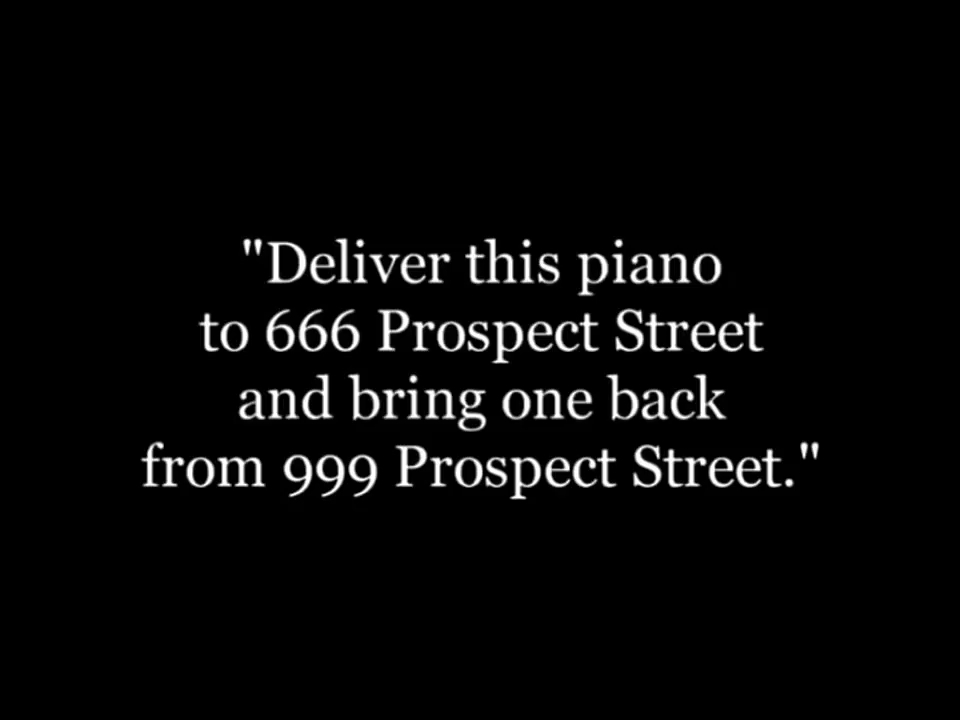 "Deliver this piano
to 666 Prospect Street
and bring one back
from 999 Prospect Street."